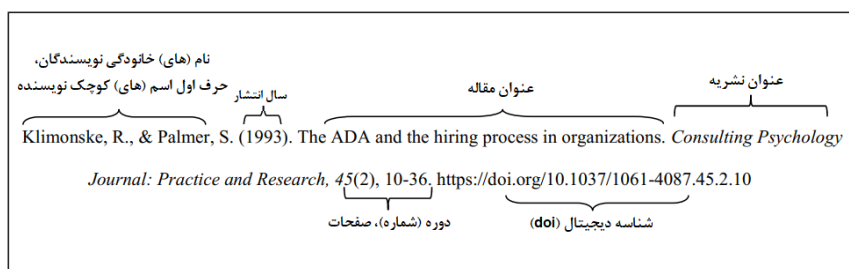 نام (های) خانودگی نویسندگان،
حرف اول اسم (های) کوچک نویسنده
سال انتشار
عنوان مقاله
عنوان نشریه
Klimonske, R., & Palmer, S. (1993). The ADA and the hiring process in organizations. Consulting Psychology
Journal: Practice and Research, 45(2), 10-36. https://doi.org/10.1037/1061-4087.45.2.10
دوره (شماره)، صفحات
شناسه دیجیتال (doi)